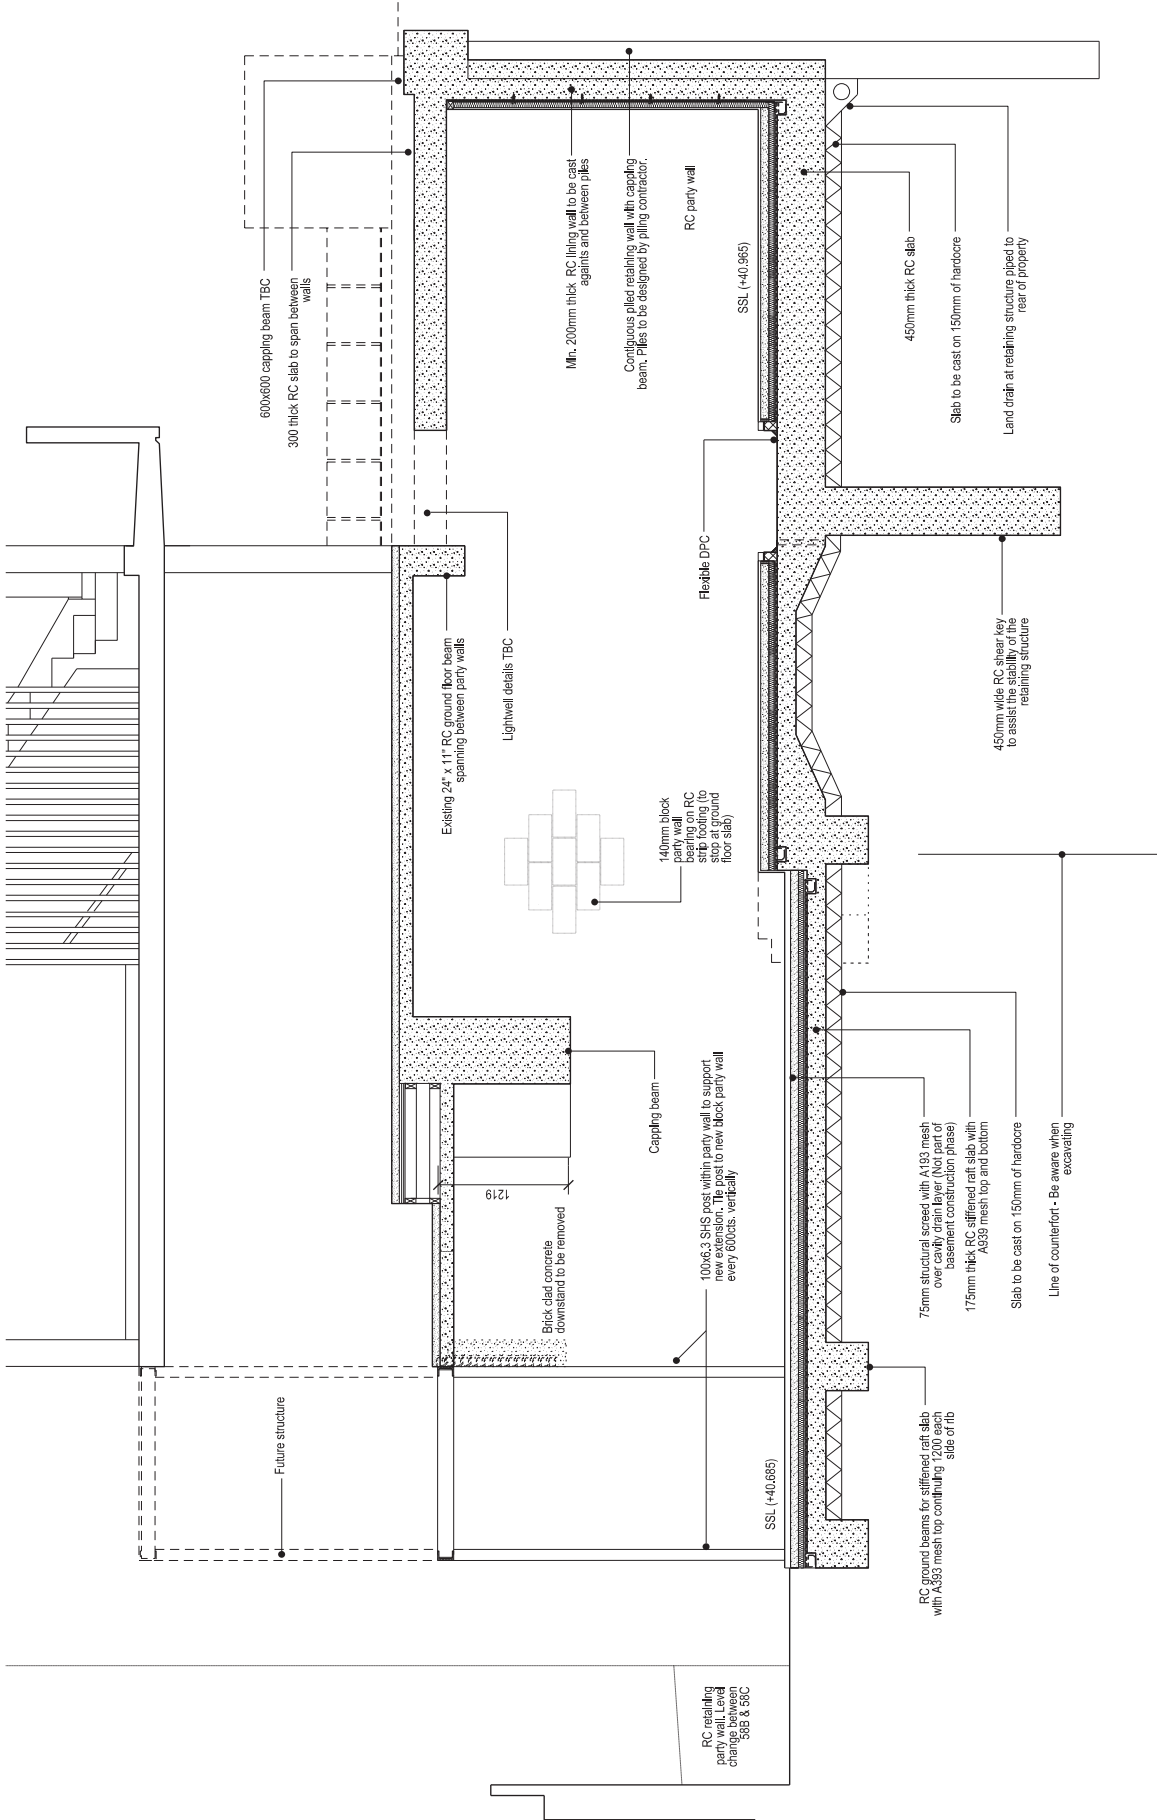 Future structure
600x600 capping beam TBC
300 thick RC slab to span between
walls
Existing 24" x 11" RC ground floor beam
spanning between party walls
Lightwell details TBC
1219
Brick clad concrete
downstand to be removed
Capping beam
140mm block
party wall
bearing on RC
strip footing (to
stop at ground
floor slab)
Min. 200mm thick RC lining wall to be cast
againts and between piles
Contiguous piled retaining wall with capping
beam. Piles to be designed by piling contractor.
RC party wall
100x6.3 SHS post within party wall to support
new extension. Tie post to new block party wall
every 600cts. vertically
Flexible DPC
RC retaining
party wall. Level
change between
58B & 58C
SSL (+40.685)
SSL (+40.965)
RC ground beams for stiffened raft slab
with A393 mesh top continuing 1200 each
side of rib
75mm structural screed with A193 mesh
over cavity drain layer (Not part of
basement construction phase)
175mm thick RC stiffened raft slab with
A939 mesh top and bottom
Slab to be cast on 150mm of hardocre
Line of counterfort - Be aware when
excavating
450mm wide RC shear key
to assist the stability of the
retaining structure
450mm thick RC slab
Slab to be cast on 150mm of hardocre
Land drain at retaining structure piped to
rear of property